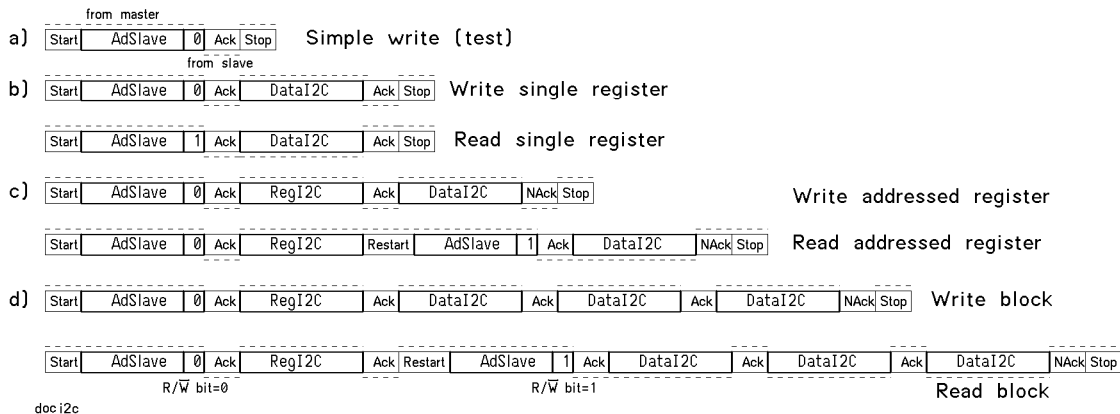 from master
a) Start AdSlave 0 Ack Stop Simple write (test)
from slave
b) Start AdSlave 0 Ack DataI2C Ack Stop Write single register
Start AdSlave 1 Ack DataI2C Ack Stop Read single register
c) Start AdSlave 0 Ack RegI2C Ack DataI2C NAck Stop Write addressed register
Start AdSlave 0 Ack RegI2C Restart AdSlave 1 Ack DataI2C NAck Stop Read addressed register
d) Start AdSlave 0 Ack RegI2C Ack DataI2C Ack DataI2C Ack DataI2C NAck Stop Write block
Start AdSlave 0 Ack RegI2C Ack Restart AdSlave 1 Ack DataI2C Ack DataI2C Ack DataI2C NAck Stop
R/W̅ bit=0 R/W̅ bit=1 Read block
doci2c